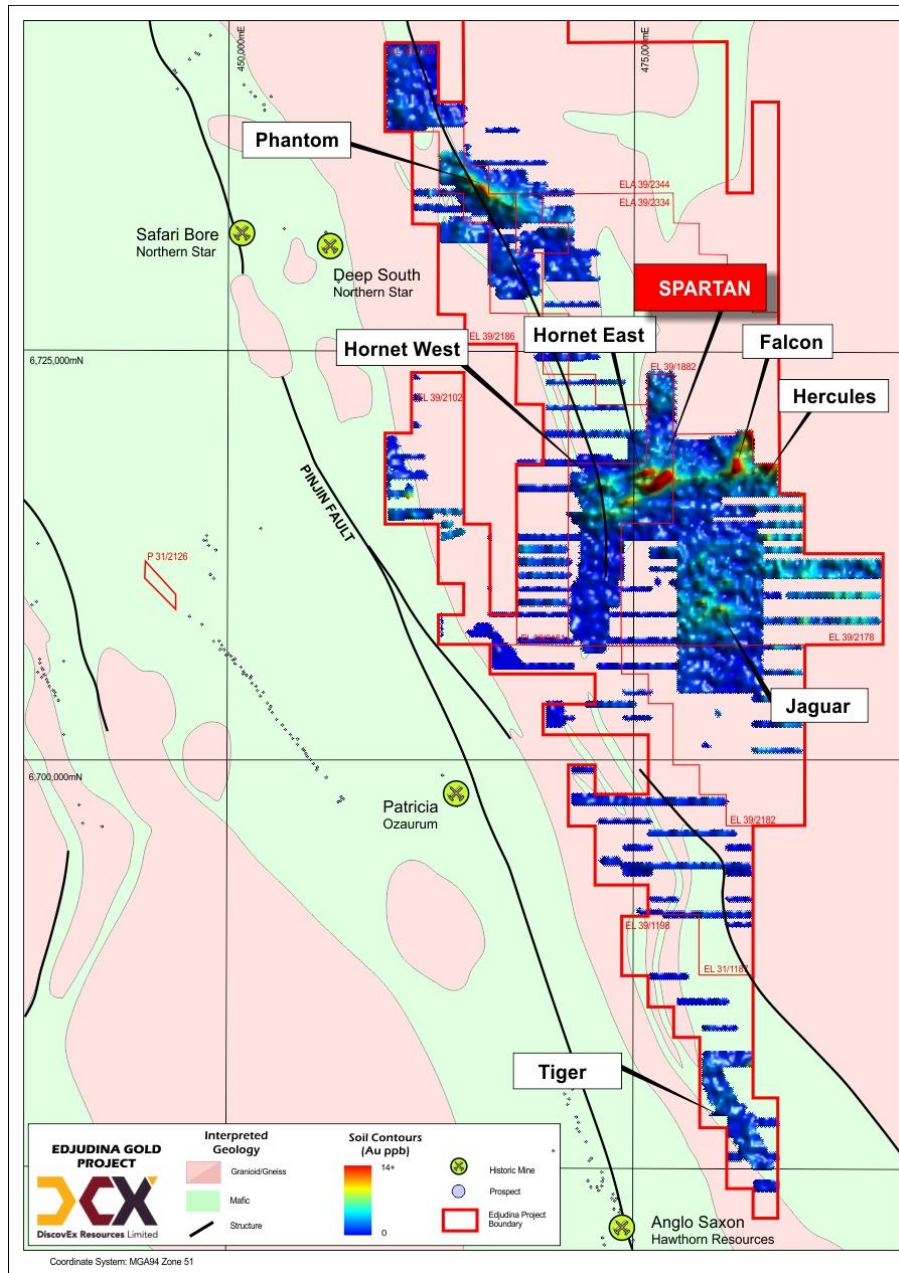 450,000mE
475,000mE
Phantom
ELA 39/2344
ELA 39/2334
Safari Bore
Northern Star
Deep South
Northern Star
SPARTAN
EL 39/2186
Hornet East
Falcon
Hornet West
6,725,000mN
EL 39/1882
Hercules
EL 39/2102
PINJIN FAULT
P 31/2126
EL 39/2178
Jaguar
6,700,000mN
Patricia
Ozaurum
EL 39/2182
EL 39/1198
EL 31/1187
Tiger
EDJUDINA GOLD
PROJECT
DCX
DiscovEx Resources Limited
Interpreted
Geology
Granioid/Gneiss
Mafic
Structure
Soil Contours
(Au ppb)
14+
0
Historic Mine
Prospect
Edjudina Project
Boundary
Anglo Saxon
Hawthorn Resources
Coordinate System: MGA94 Zone 51